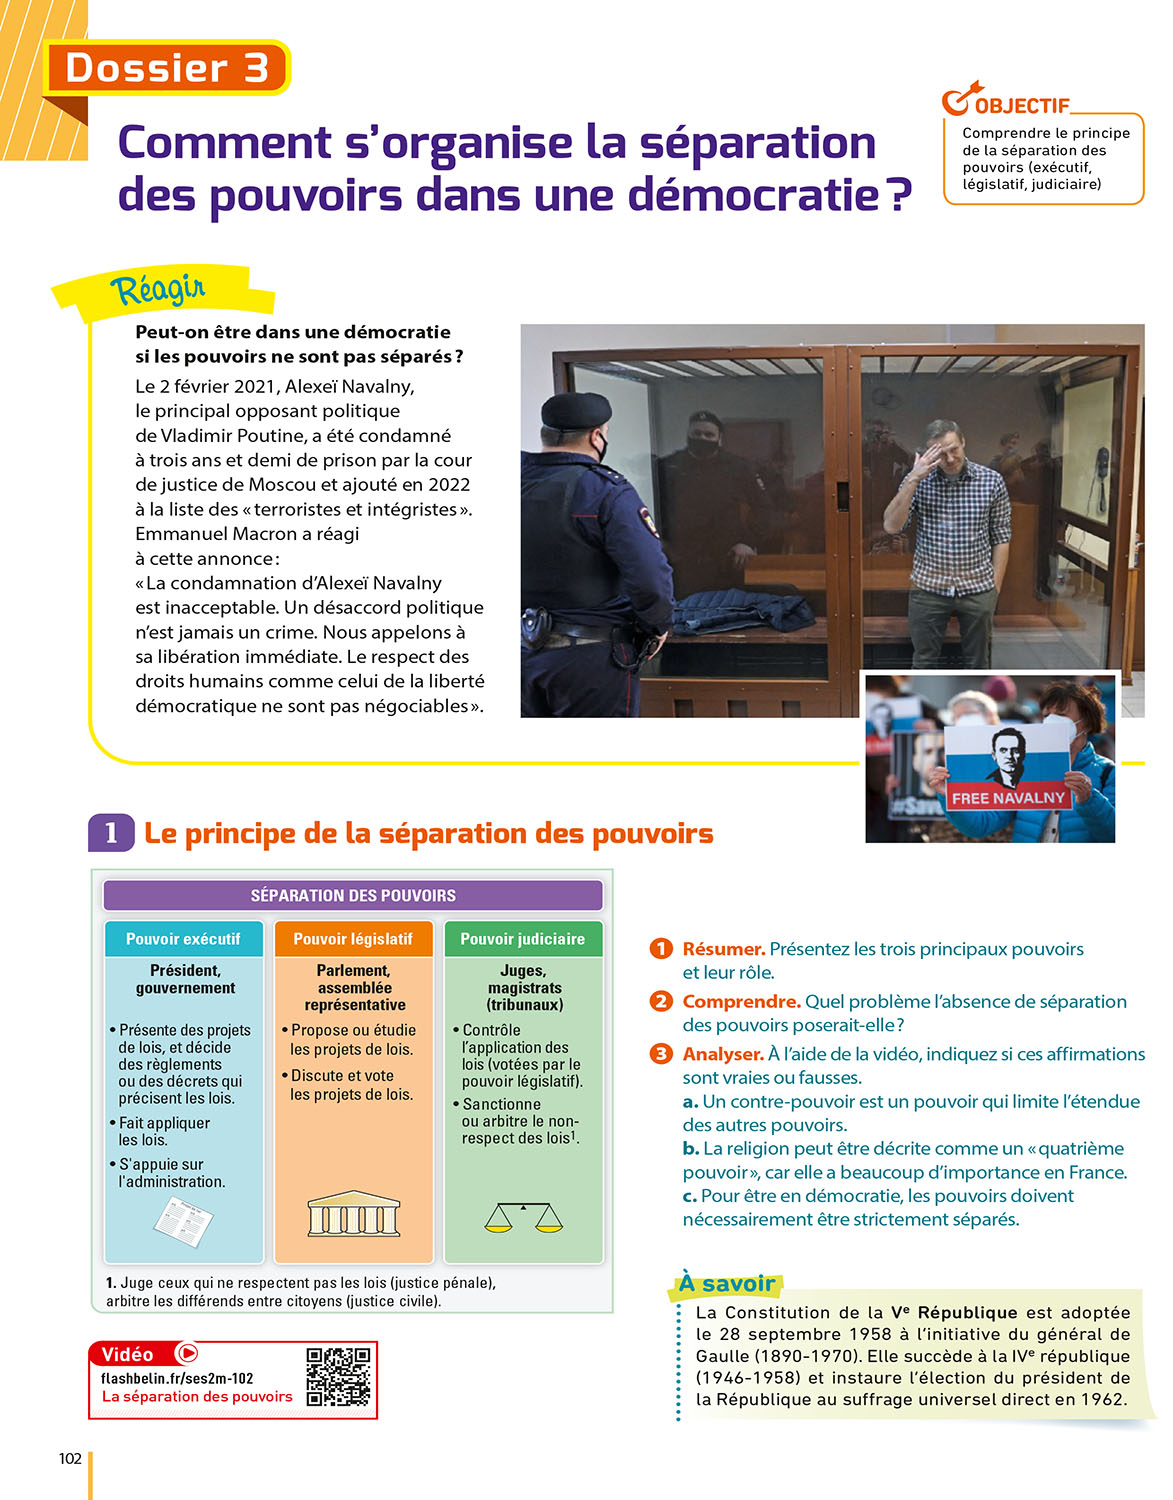 Dossier 3
Comment s'organise la séparation
des pouvoirs dans une démocratie ?
OBJECTIF
Comprendre le principe
de la séparation des
pouvoirs (exécutif,
législatif, judiciaire)
Réagir
Peut-on être dans une démocratie
si les pouvoirs ne sont pas séparés ?
Le 2 février 2021, Alexeï Navalny,
le principal opposant politique
de Vladimir Poutine, a été condamné
à trois ans et demi de prison par la cour
de justice de Moscou et ajouté en 2022
à la liste des « terroristes et intégristes ».
Emmanuel Macron a réagi
à cette annonce :
« La condamnation d'Alexeï Navalny
est inacceptable. Un désaccord politique
n'est jamais un crime. Nous appelons à
sa libération immédiate. Le respect des
droits humains comme celui de la liberté
démocratique ne sont pas négociables ».
#Sav
FREE NAVALNY
1 Le principe de la séparation des pouvoirs
SÉPARATION DES POUVOIRS
Pouvoir exécutif
Président,
gouvernement
• Présente des projets
de lois, et décide
des règlements
ou des décrets qui
précisent les lois.
• Fait appliquer
les lois.
• S'appuie sur
l'administration.
Pouvoir législatif
Parlement,
assemblée
représentative
• Propose ou étudie
les projets de lois.
• Discute et vote
les projets de lois.
Pouvoir judiciaire
Juges,
magistrats
(tribunaux)
• Contrôle
l'application des
lois (votées par le
pouvoir législatif).
• Sanctionne
ou arbitre le non-
respect des lois¹.
1. Juge ceux qui ne respectent pas les lois (justice pénale),
arbitre les différends entre citoyens (justice civile).
Vidéo
flashbelin.fr/ses2m-102
La séparation des pouvoirs
1 Résumer. Présentez les trois principaux pouvoirs
et leur rôle.
2 Comprendre. Quel problème l'absence de séparation
des pouvoirs poserait-elle ?
3 Analyser. À l'aide de la vidéo, indiquez si ces affirmations
sont vraies ou fausses.
a. Un contre-pouvoir est un pouvoir qui limite l'étendue
des autres pouvoirs.
b. La religion peut être décrite comme un « quatrième
pouvoir », car elle a beaucoup d'importance en France.
c. Pour être en démocratie, les pouvoirs doivent
nécessairement être strictement séparés.
À savoir
La Constitution de la Vᵉ République est adoptée
le 28 septembre 1958 à l'initiative du général de
Gaulle (1890-1970). Elle succède à la IVᵉ république
(1946-1958) et instaure l'élection du président de
la République au suffrage universel direct en 1962.
102